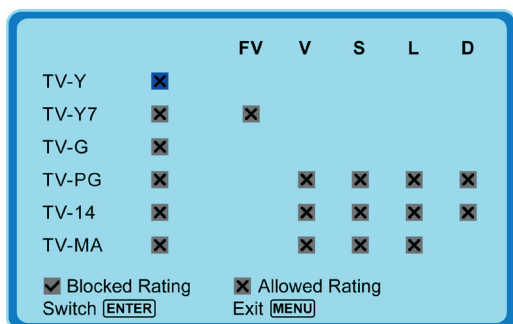 FV V S L D
TV-Y
TV-Y7
TV-G
TV-PG
TV-14
TV-MA
Blocked Rating Allowed Rating
Switch ENTER Exit MENU